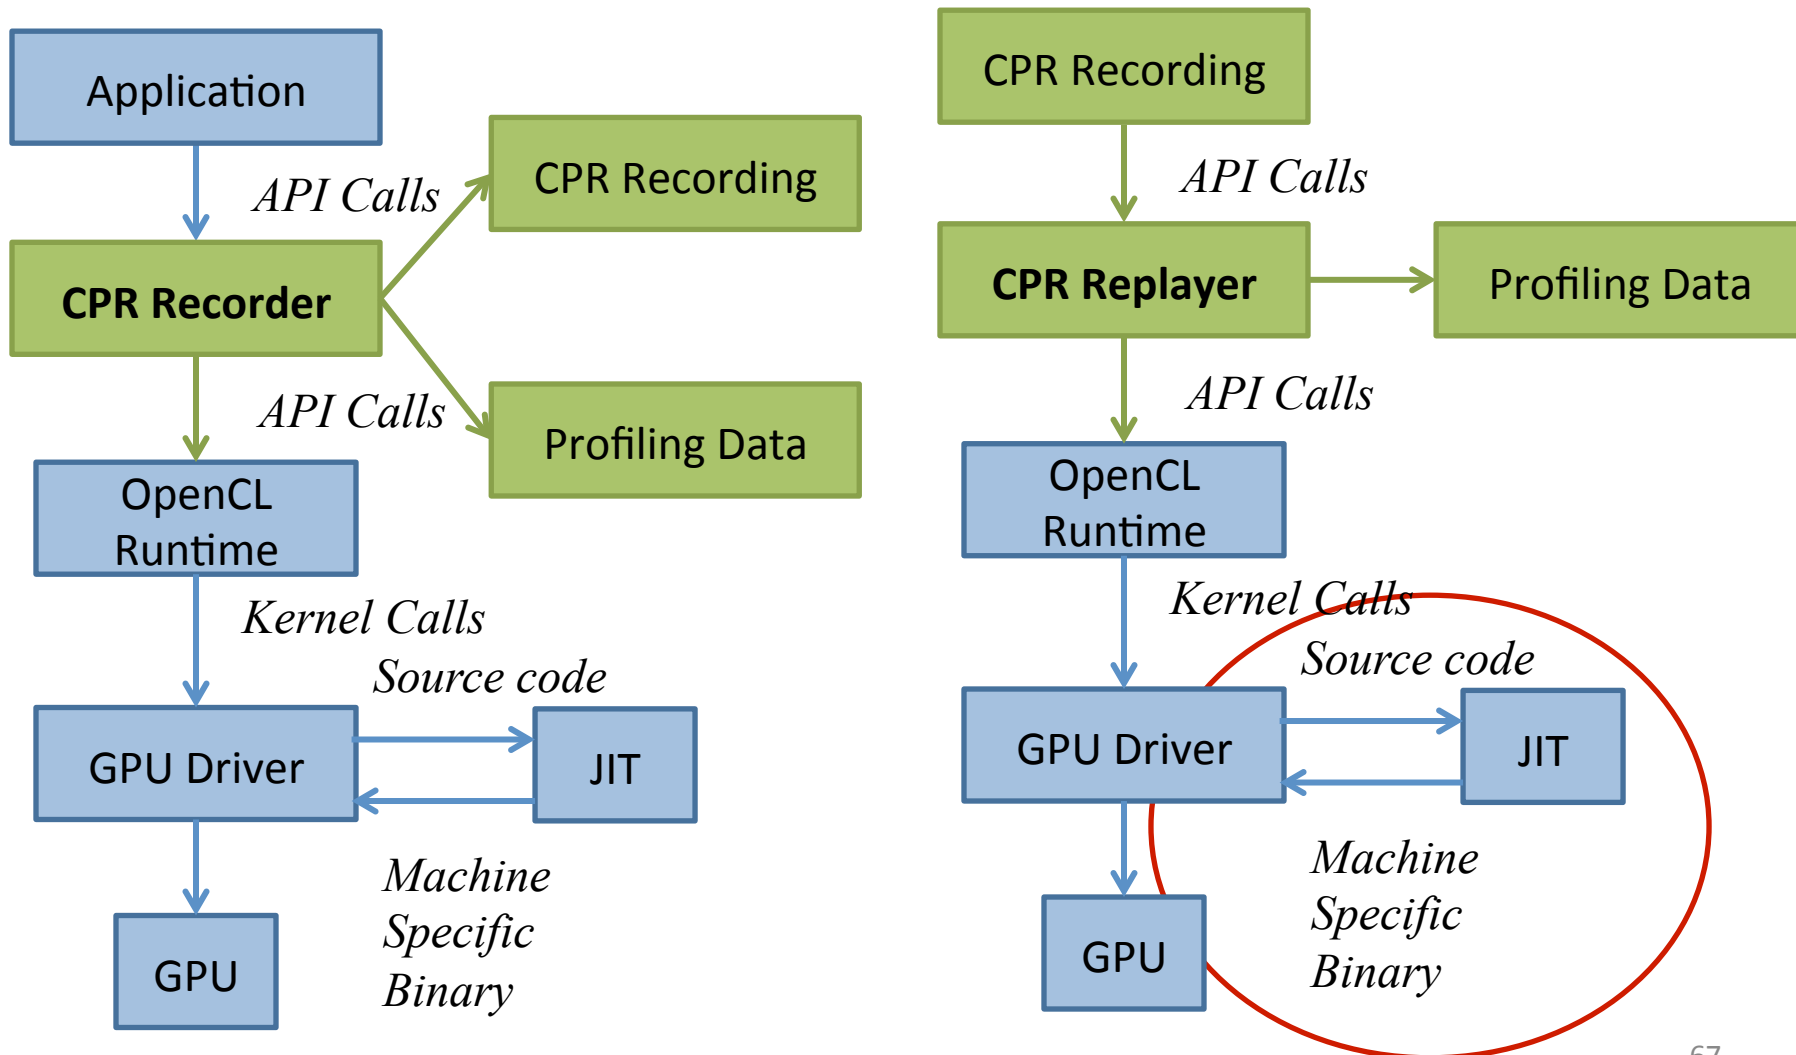 Application
API Calls
CPR Recording
CPR Recorder
API Calls
Profiling Data
OpenCL
Runtime
Kernel Calls
Source code
GPU Driver
JIT
Machine
Specific
Binary
GPU
CPR Recording
API Calls
CPR Replayer
Profiling Data
API Calls
OpenCL
Runtime
Kernel Calls
Source code
GPU Driver
JIT
Machine
Specific
Binary
GPU
67